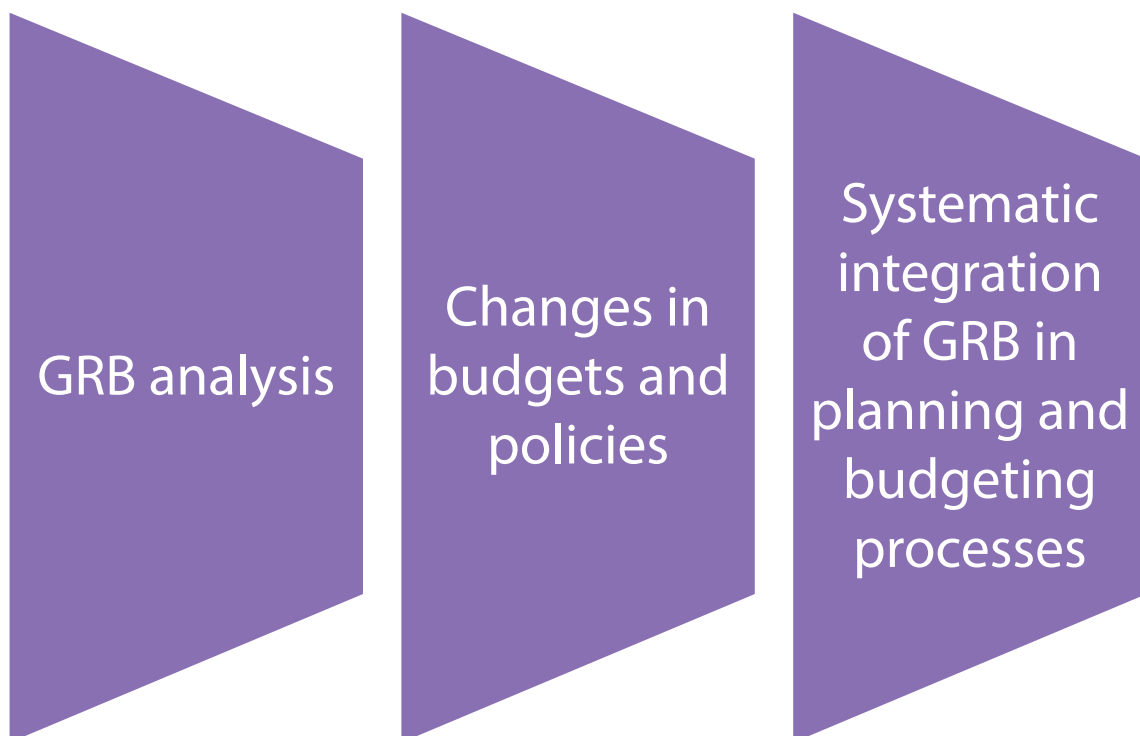 GRB analysis
Changes in
budgets and
policies
Systematic
integration
of GRB in
planning and
budgeting
processes